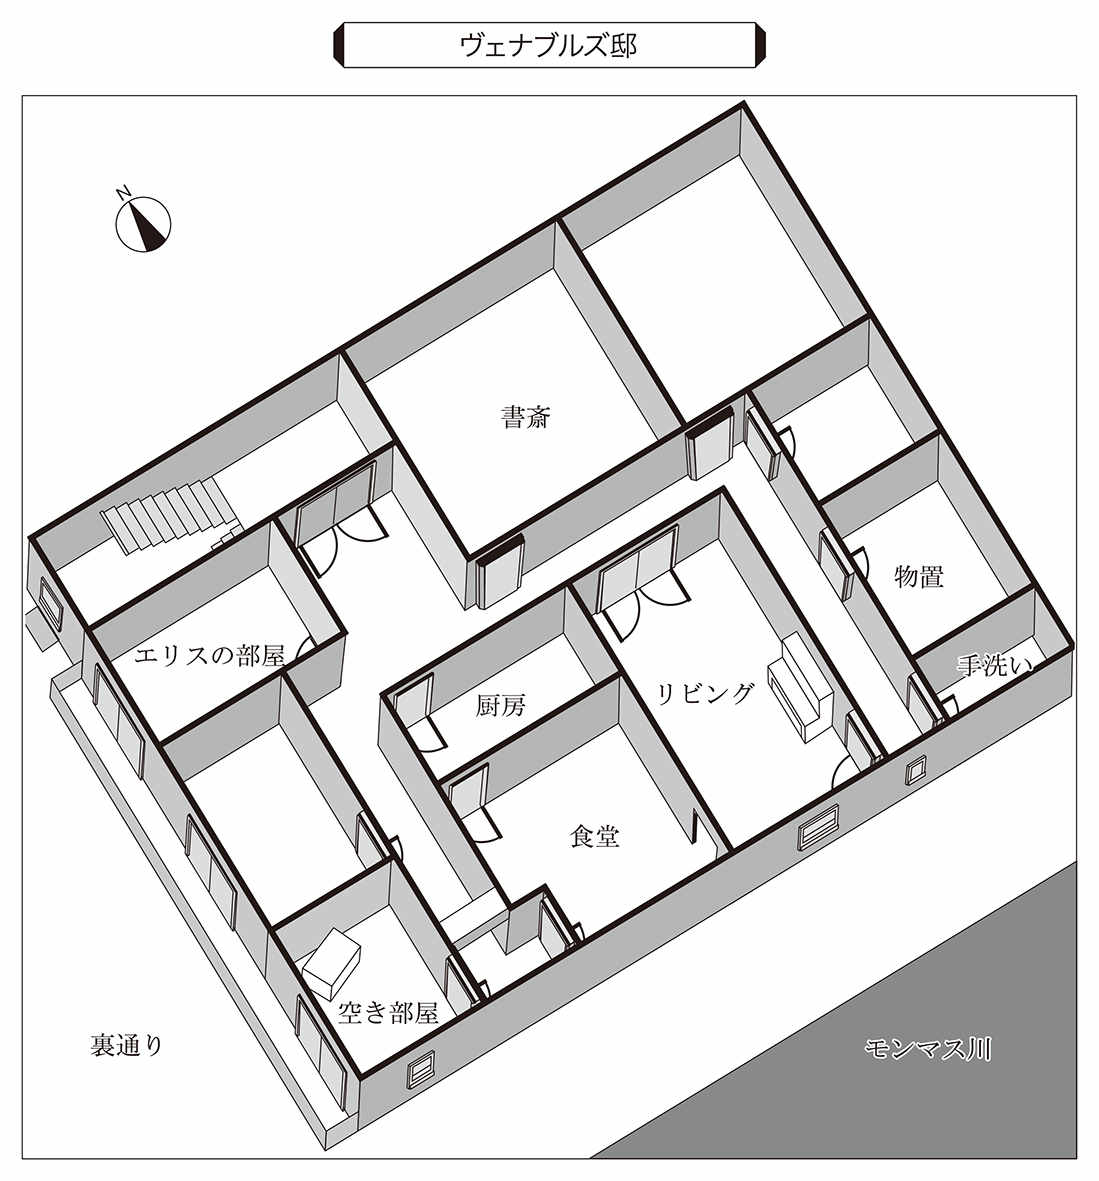 ヴェナブルズ邸
N
書斎
物置
手洗い
エリスの部屋
リビング
厨房
食堂
空き部屋
裏通り
モンマス川